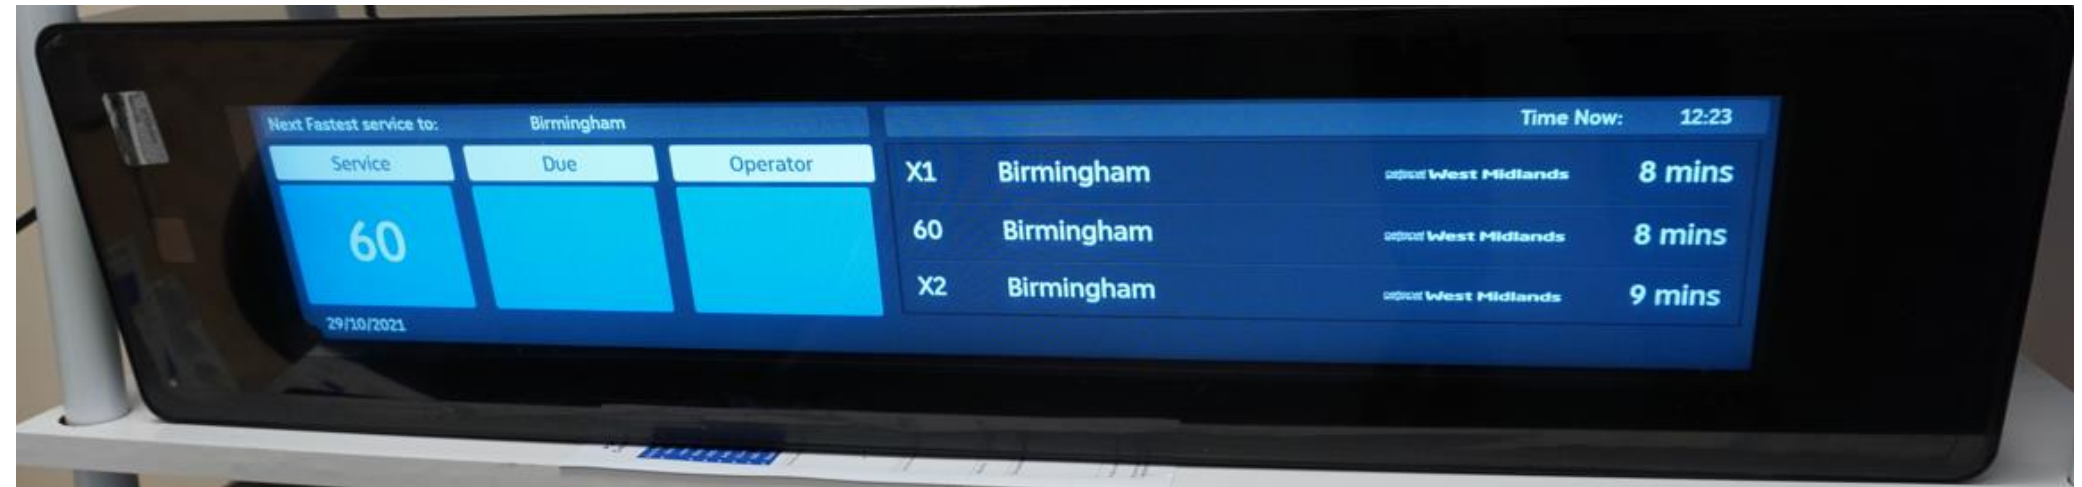 Next Fastest service to: Birmingham
Service Due Operator
60
29/10/2021
Time Now: 12:23
X1 Birmingham West Midlands 8 mins
60 Birmingham West Midlands 8 mins
X2 Birmingham West Midlands 9 mins